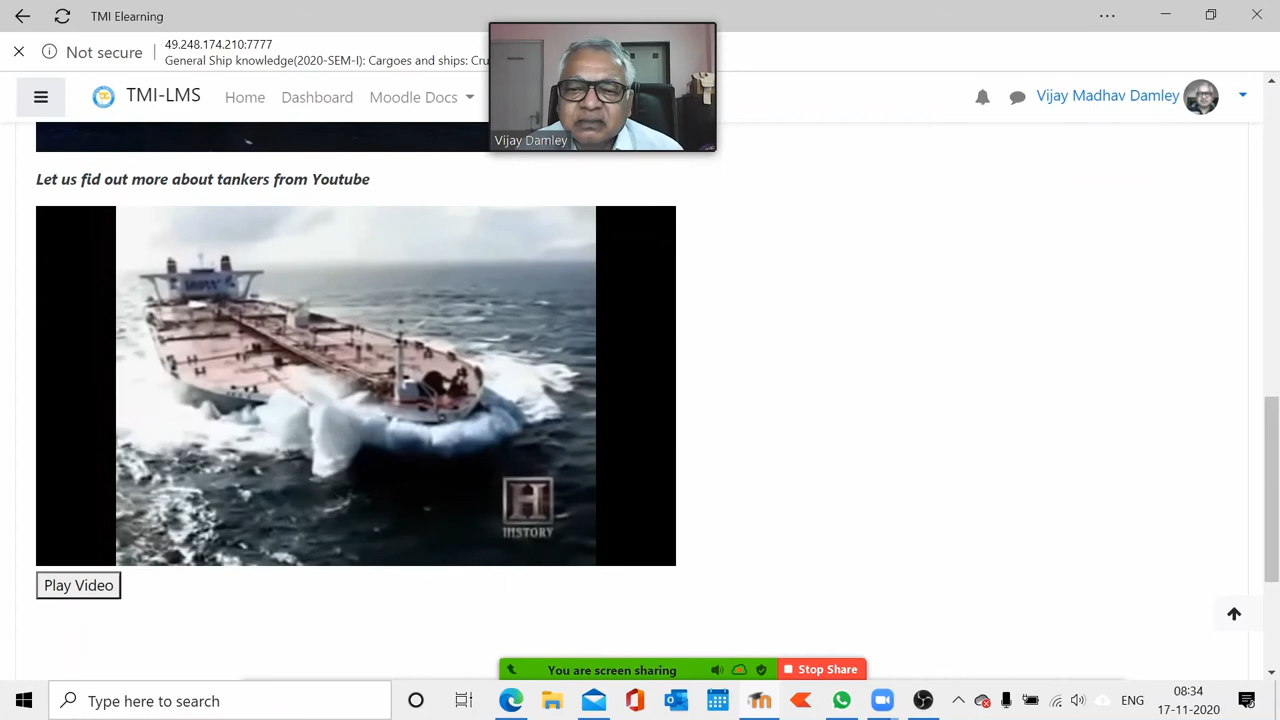 TMI Elearning
Not secure
49.248.174.210:7777
General Ship knowledge(2020-SEM-I): Cargoes and ships: Cru
TMI-LMS
Home
Dashboard
Moodle Docs
Vijay Madhav Damley
Vijay Damley
Let us fid out more about tankers from Youtube
H
HISTORY
Play Video
You are screen sharing
Stop Share
Type here to search
ENG
08:34
17-11-2020